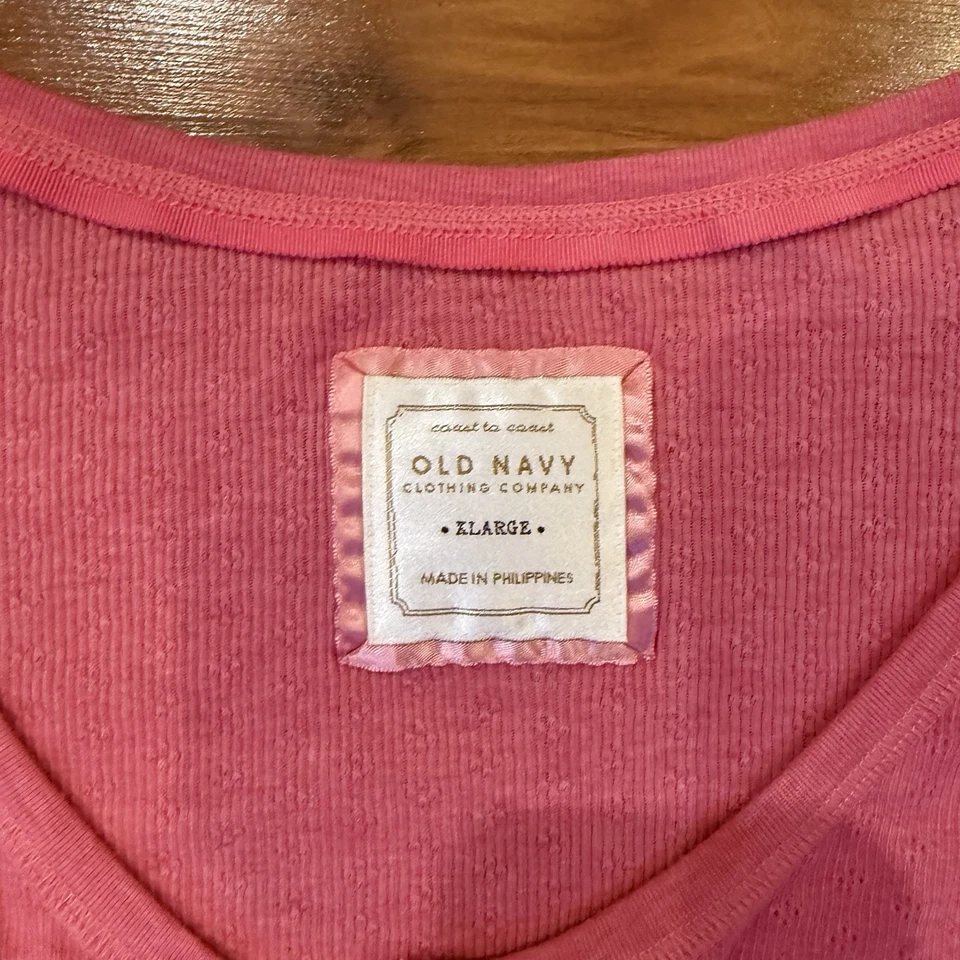 coast to coast
OLD NAVY
CLOTHING COMPANY
• XLARGE •
MADE IN PHILIPPINES